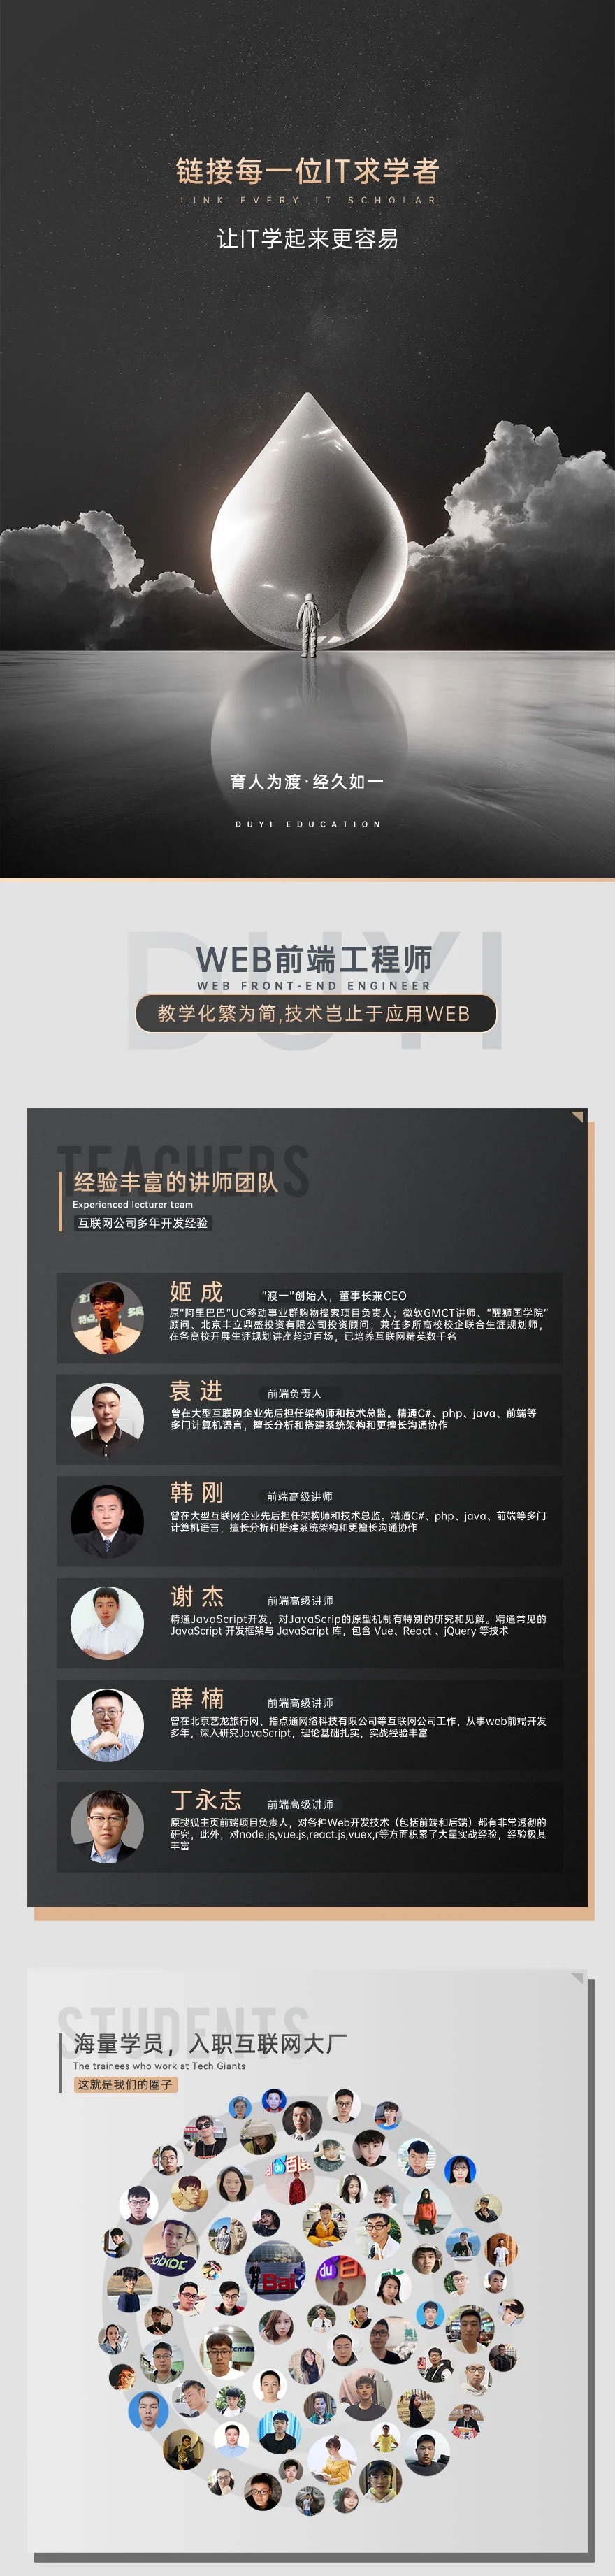 链接每一位IT求学者
LINK EVERY IT SCHOLAR
让IT学起来更容易
育人为渡·经久如一
DUYI EDUCATION
DUYI
WEB前端工程师
WEB FRONT-END ENGINEER
教学化繁为简,技术岂止于应用WEB
TEACHERS
经验丰富的讲师团队
Experienced lecturer team
互联网公司多年开发经验
姬 成 “渡一”创始人，董事长兼CEO
原“阿里巴巴”UC移动事业群购物搜索项目负责人；微软GMCT讲师、“醒狮国学院”
顾问、北京丰立鼎盛投资有限公司投资顾问；兼任多所高校校企联合生涯规划师，
在各高校开展生涯规划讲座超过百场，已培养互联网精英数千名
袁 进 前端负责人
曾在大型互联网企业先后担任架构师和技术总监。精通C#、php、java、前端等
多门计算机语言，擅长分析和搭建系统架构和更擅长沟通协作
韩 刚 前端高级讲师
曾在大型互联网企业先后担任架构师和技术总监。精通C#、php、java、前端等多门
计算机语言，擅长分析和搭建系统架构和更擅长沟通协作
谢 杰 前端高级讲师
精通JavaScript开发，对JavaScrip的原型机制有特别的研究和见解。精通常见的
JavaScript 开发框架与 JavaScript 库，包含 Vue、React 、jQuery 等技术
薛 楠 前端高级讲师
曾在北京艺龙旅行网、指点通网络科技有限公司等互联网公司工作，从事web前端开发
多年，深入研究JavaScript，理论基础扎实，实战经验丰富
丁永志 前端高级讲师
原搜狐主页前端项目负责人，对各种Web开发技术（包括前端和后端）都有非常透彻的
研究，此外，对node.js,vue.js,react.js,vuex,r等方面积累了大量实战经验，经验极其
丰富
STUDENTS
海量学员，入职互联网大厂
The trainees who work at Tech Giants
这就是我们的圈子
Bai
du